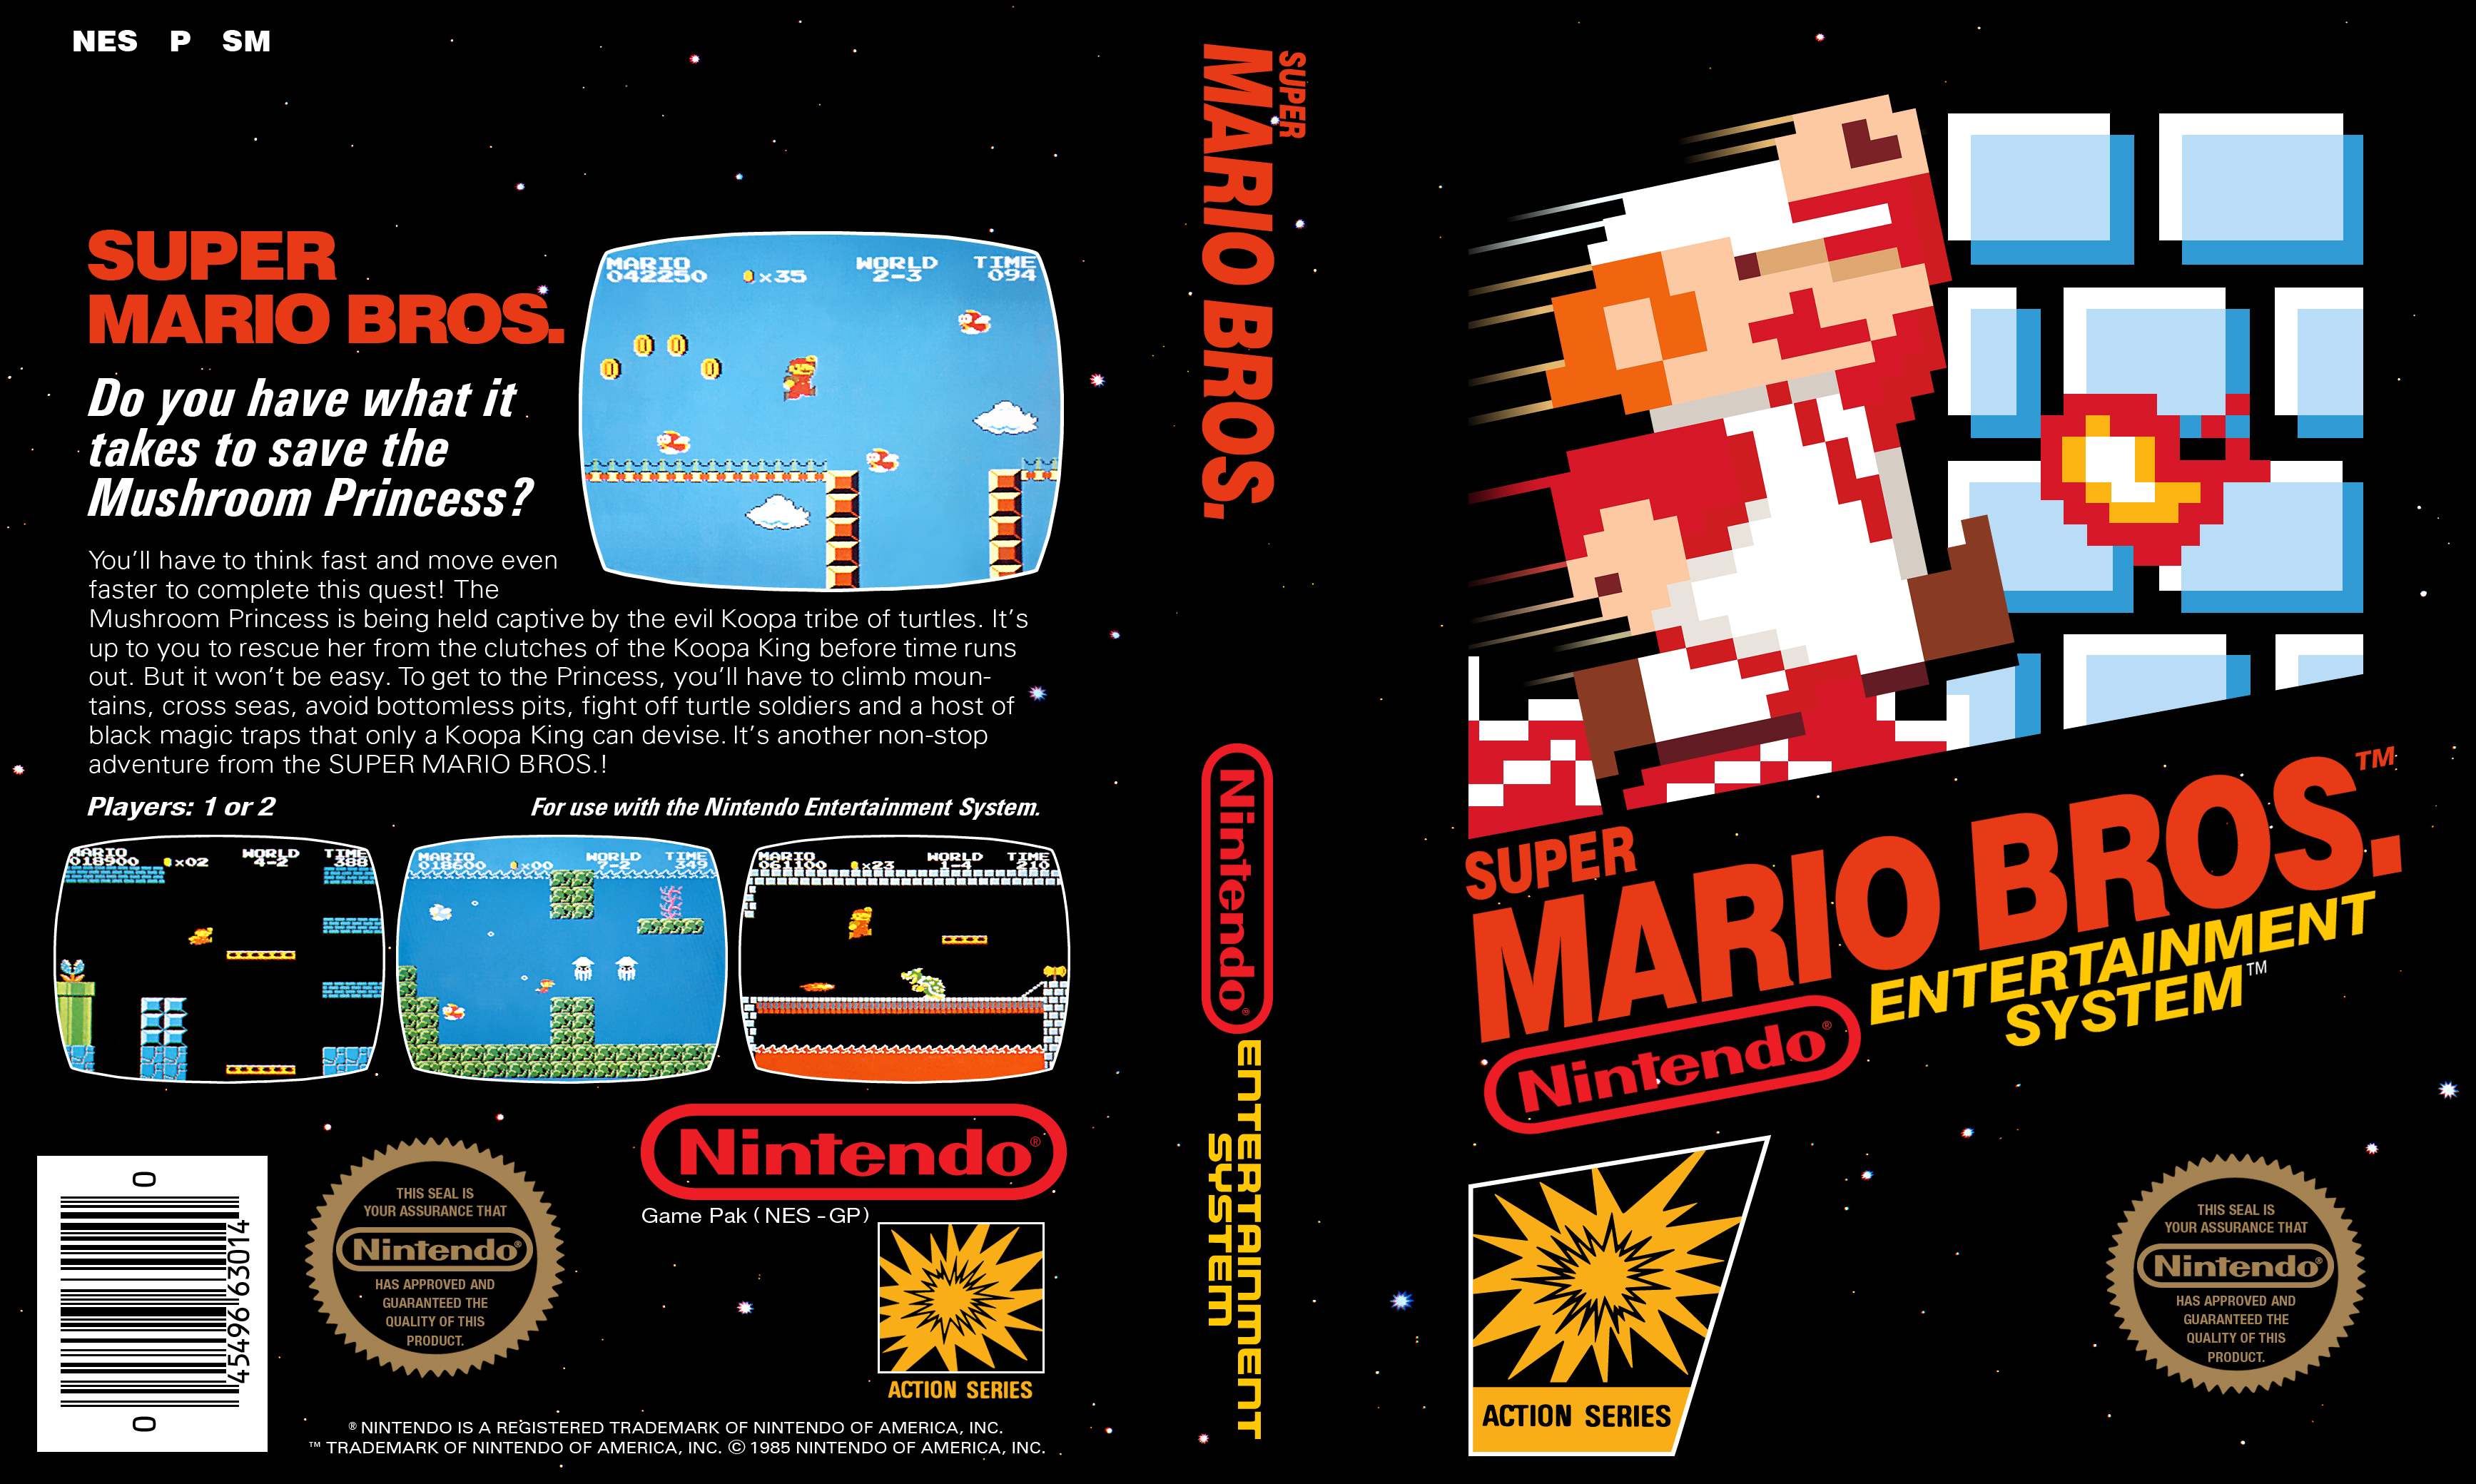 NES P SM
SUPER
MARIO BROS.
Do you have what it
takes to save the
Mushroom Princess?
You'll have to think fast and move even
faster to complete this quest! The
Mushroom Princess is being held captive by the evil Koopa tribe of turtles. It's
up to you to rescue her from the clutches of the Koopa King before time runs
out. But it won't be easy. To get to the Princess, you'll have to climb moun-
tains, cross seas, avoid bottomless pits, fight off turtle soldiers and a host of
black magic traps that only a Koopa King can devise. It's another non-stop
adventure from the SUPER MARIO BROS.!
Players: 1 or 2
For use with the Nintendo Entertainment System.
MARIO WORLD TIME
042250 ×35 2-3 094
MARIO WORLD TIME
018900 ×02 4-2 388
MARIO WORLD TIME
018600 ×00 7-2 349
MARIO WORLD TIME
061100 ×23 1-4 210
0
45496 63014
0
THIS SEAL IS
YOUR ASSURANCE THAT
Nintendo®
HAS APPROVED AND
GUARANTEED THE
QUALITY OF THIS
PRODUCT.
Nintendo®
Game Pak (NES-GP)
ACTION SERIES
® NINTENDO IS A REGISTERED TRADEMARK OF NINTENDO OF AMERICA, INC.
™ TRADEMARK OF NINTENDO OF AMERICA, INC. © 1985 NINTENDO OF AMERICA, INC.
SUPER
MARIO BROS.
Nintendo®
ENTERTAINMENT
SYSTEM
SUPER
MARIO BROS.™
Nintendo®
ENTERTAINMENT
SYSTEM™
ACTION SERIES
THIS SEAL IS
YOUR ASSURANCE THAT
Nintendo®
HAS APPROVED AND
GUARANTEED THE
QUALITY OF THIS
PRODUCT.